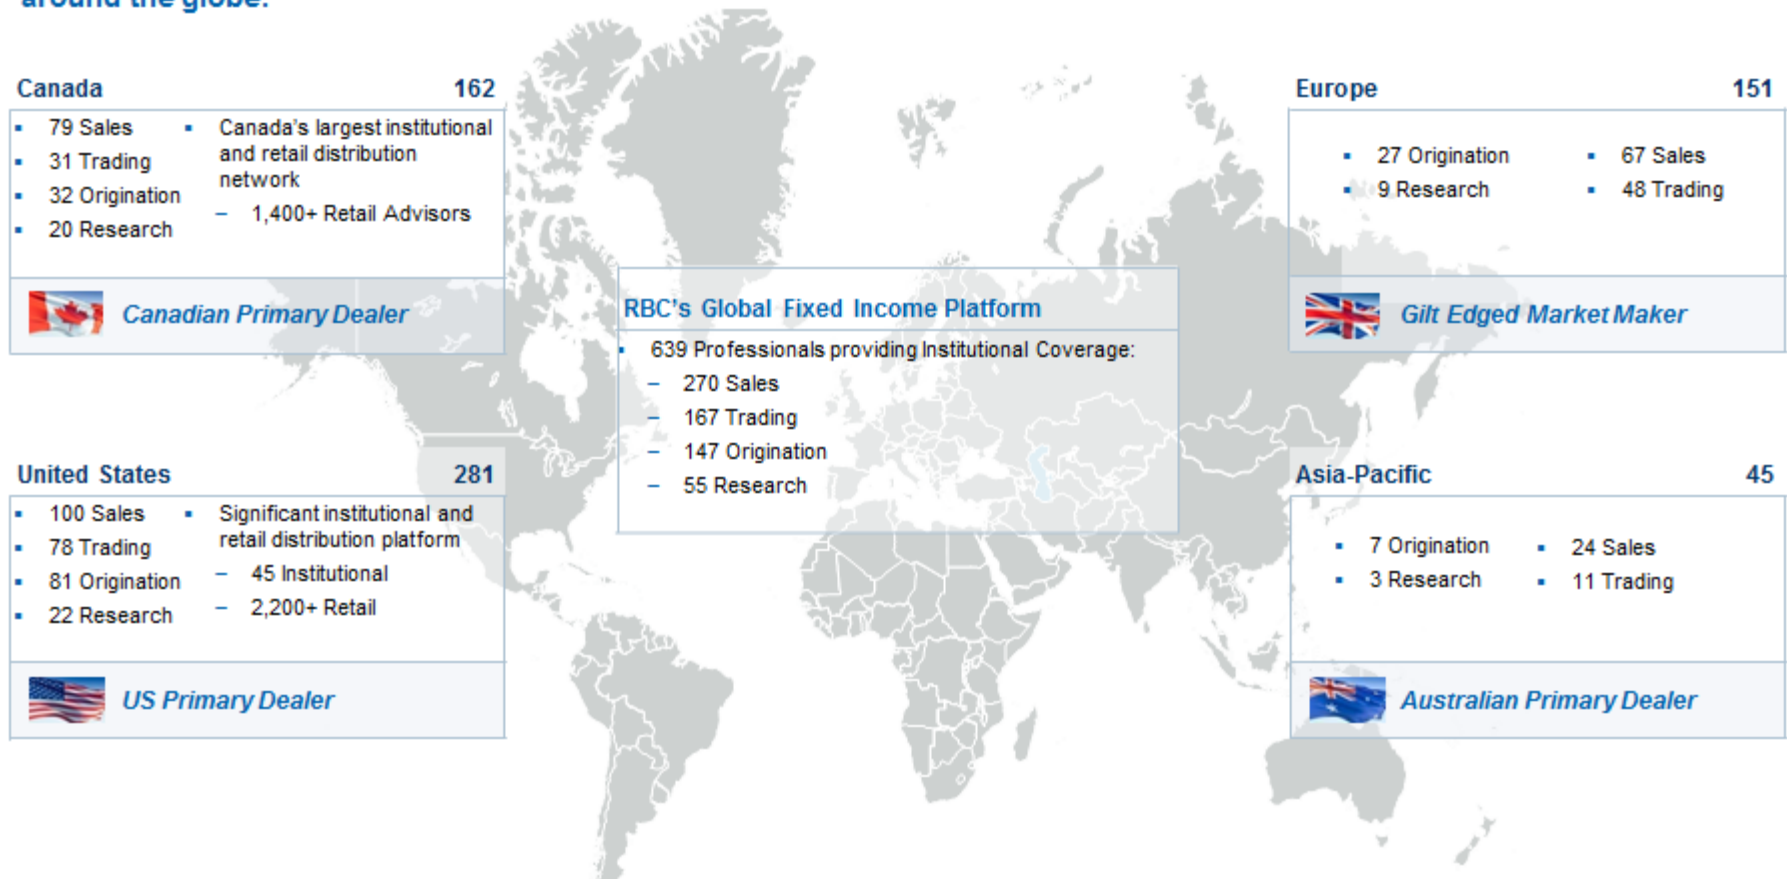 around the globe.
Canada 162
79 Sales
31 Trading
32 Origination
20 Research
Canada's largest institutional
and retail distribution
network
– 1,400+ Retail Advisors
Canadian Primary Dealer
United States 281
100 Sales
78 Trading
81 Origination
22 Research
Significant institutional and
retail distribution platform
– 45 Institutional
– 2,200+ Retail
US Primary Dealer
RBC's Global Fixed Income Platform
639 Professionals providing Institutional Coverage:
– 270 Sales
– 167 Trading
– 147 Origination
– 55 Research
Europe 151
27 Origination
9 Research
67 Sales
48 Trading
Gilt Edged Market Maker
Asia-Pacific 45
7 Origination
3 Research
24 Sales
11 Trading
Australian Primary Dealer